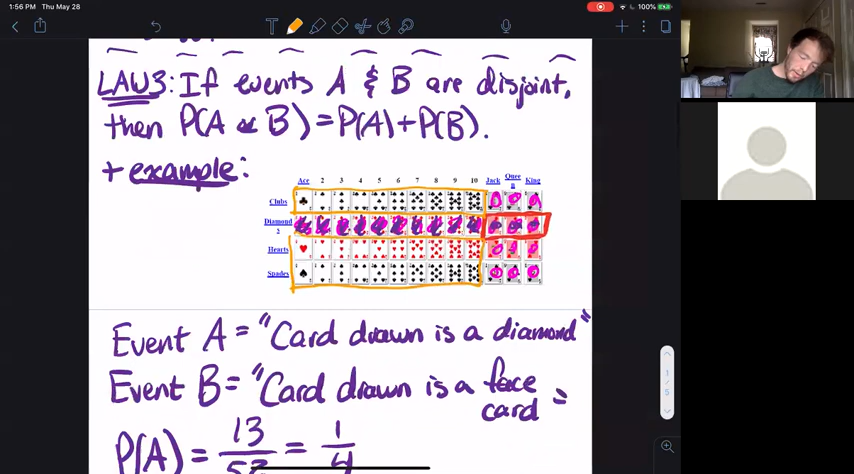 1:56 PM Thu May 28
100%
LAW3: If events A & B are disjoint,
then P(A or B) = P(A) + P(B).
+ example:
Ace 2 3 4 5 6 7 8 9 10 Jack Queen King
Clubs
Diamonds
Hearts
Spades
Event A = "Card drawn is a diamond"
Event B = "Card drawn is a face card =
P(A) = 13/52 = 1/4
1/5